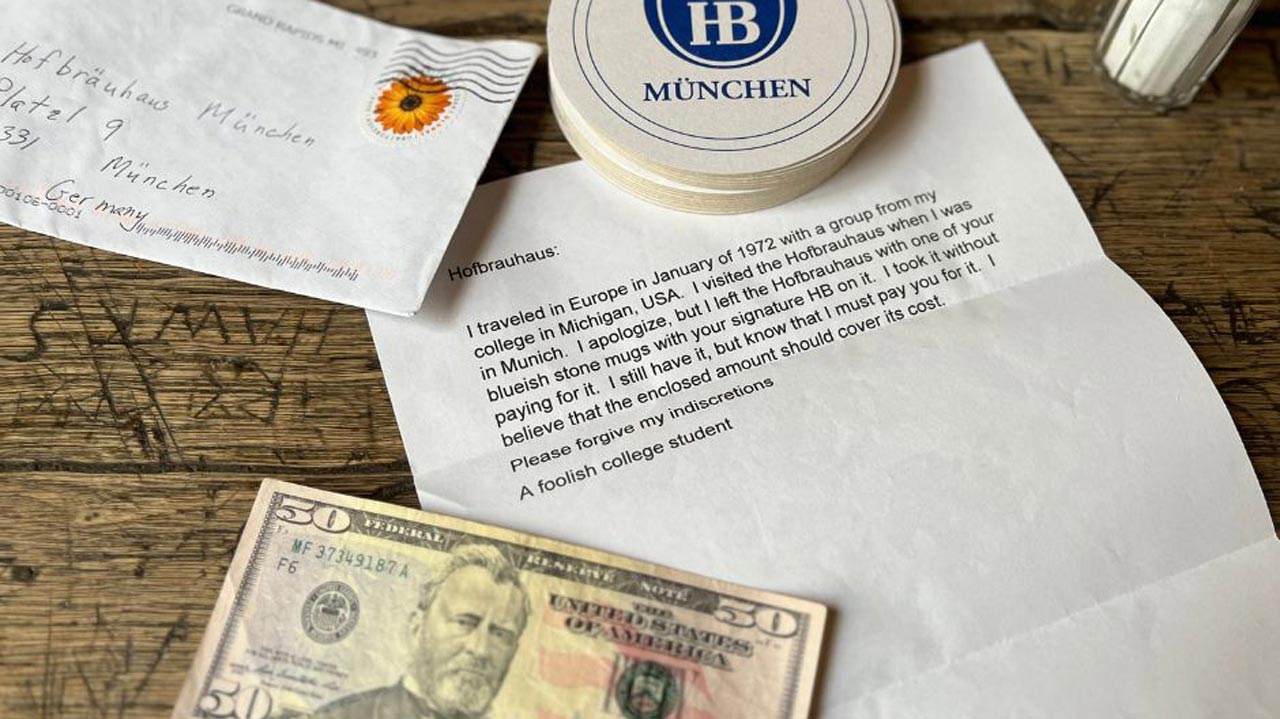 GRAND RAPIDS MI 493
Hofbräuhaus München
Platzl 9
331
München
Germany
00106-0001
HB
MÜNCHEN
Hofbrauhaus:
I traveled in Europe in January of 1972 with a group from my
college in Michigan, USA. I visited the Hofbrauhaus when I was
in Munich. I apologize, but I left the Hofbrauhaus with one of your
blueish stone mugs with your signature HB on it. I took it without
paying for it. I still have it, but know that I must pay you for it. I
believe that the enclosed amount should cover its cost.
Please forgive my indiscretions
A foolish college student
50 FEDERAL RESERVE NOTE 50
MF 37349187 A
F6
THE
UNITED STATES
OF AMERICA
50